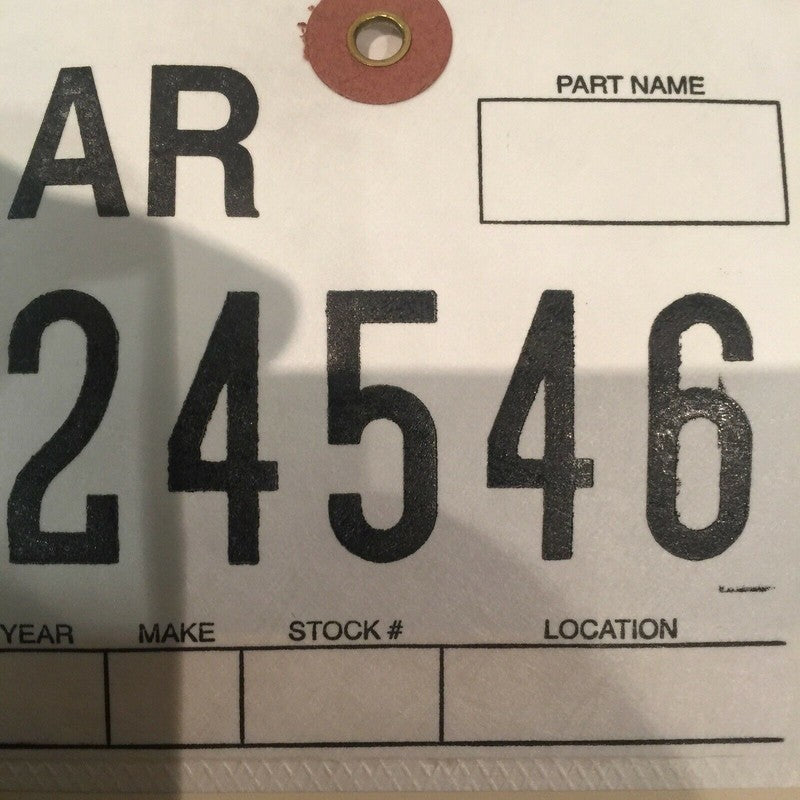 AR
PART NAME
24546
YEAR MAKE STOCK # LOCATION